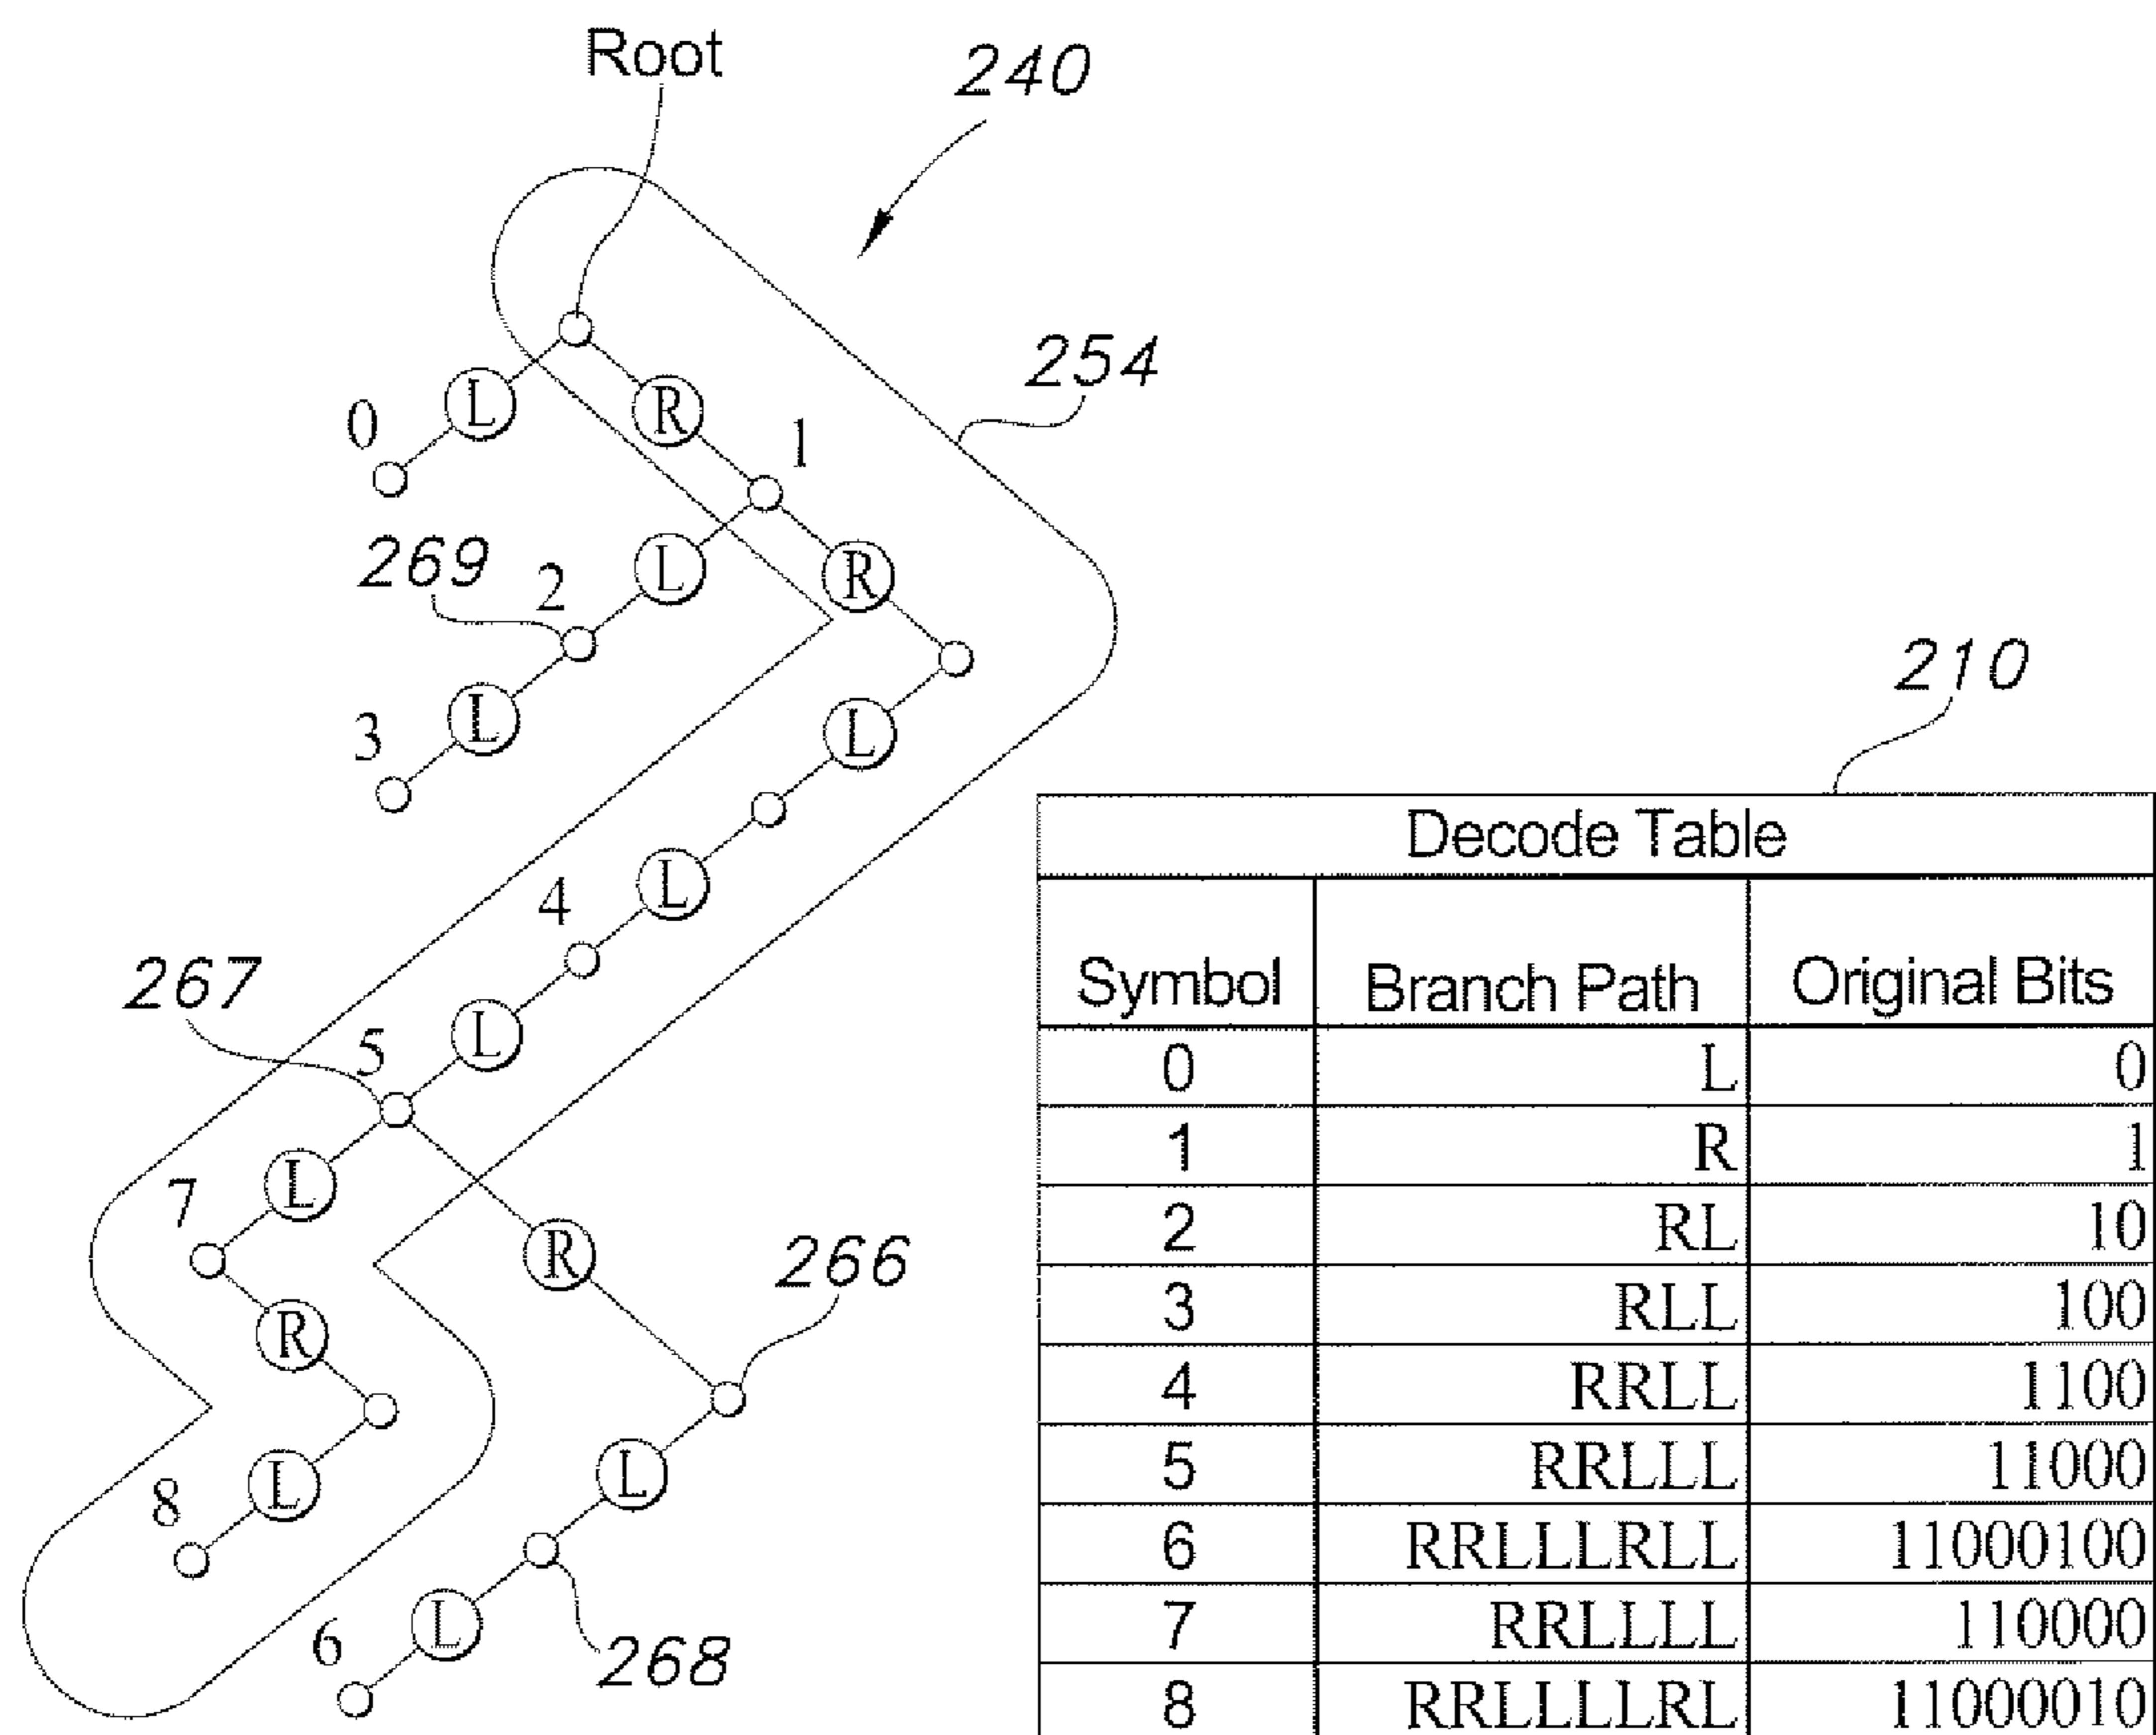 Root
240
254
L
0
R
1
269
2
L
R
210
3
L
L
Decode Table
4
L
Symbol Branch Path Original Bits
267
5
L
0 L 0
1 R 1
7
L
2 RL 10
R
266
3 RLL 100
R
4 RRLL 1100
8
L
L
5 RRLLL 11000
6 RRLLLRLL 11000100
6
L
268
7 RRLLLL 110000
8 RRLLLLRL 11000010